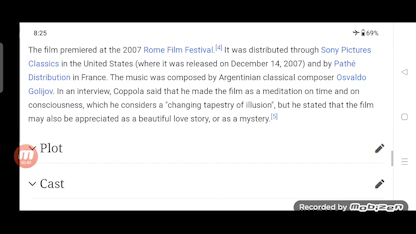 8:25
69%
The film premiered at the 2007 Rome Film Festival.[4] It was distributed through Sony Pictures
Classics in the United States (where it was released on December 14, 2007) and by Pathé
Distribution in France. The music was composed by Argentinian classical composer Osvaldo
Golijov. In an interview, Coppola said that he made the film as a meditation on time and on
consciousness, which he considers a "changing tapestry of illusion", but he stated that the film
may also be appreciated as a beautiful love story, or as a mystery.[5]
Plot
Cast
Recorded by Mobizen